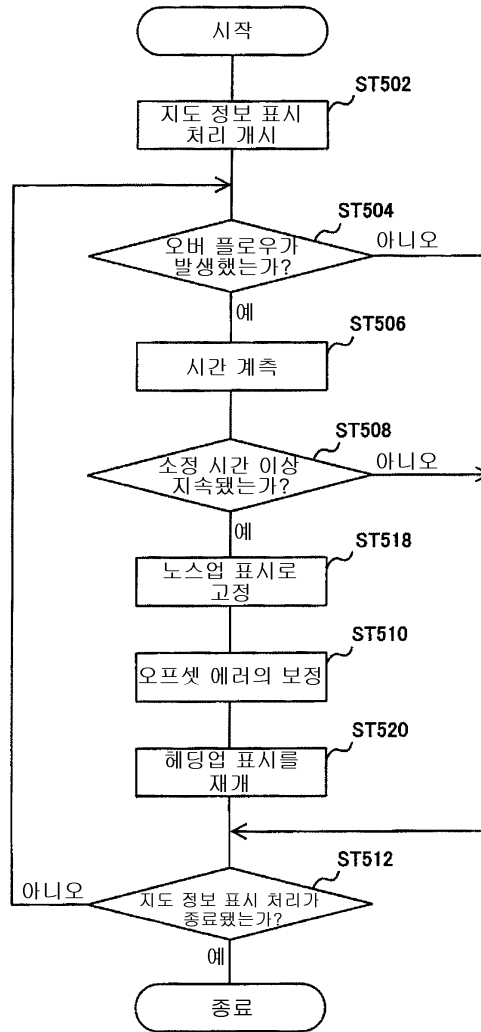 시작
ST502
지도 정보 표시
처리 개시
ST504
오버 플로우가
발생했는가?
아니오
예
ST506
시간 계측
ST508
소정 시간 이상
지속됐는가?
아니오
예
ST518
노스업 표시로
고정
ST510
오프셋 에러의 보정
ST520
헤딩업 표시를
재개
ST512
아니오
지도 정보 표시 처리가
종료됐는가?
예
종료